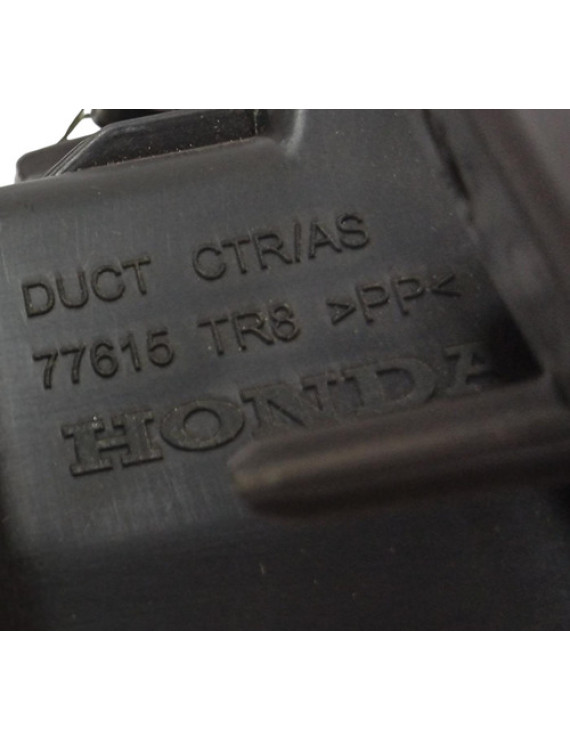 DUCT CTR/AS
77615 TR8 >PP<
HONDA